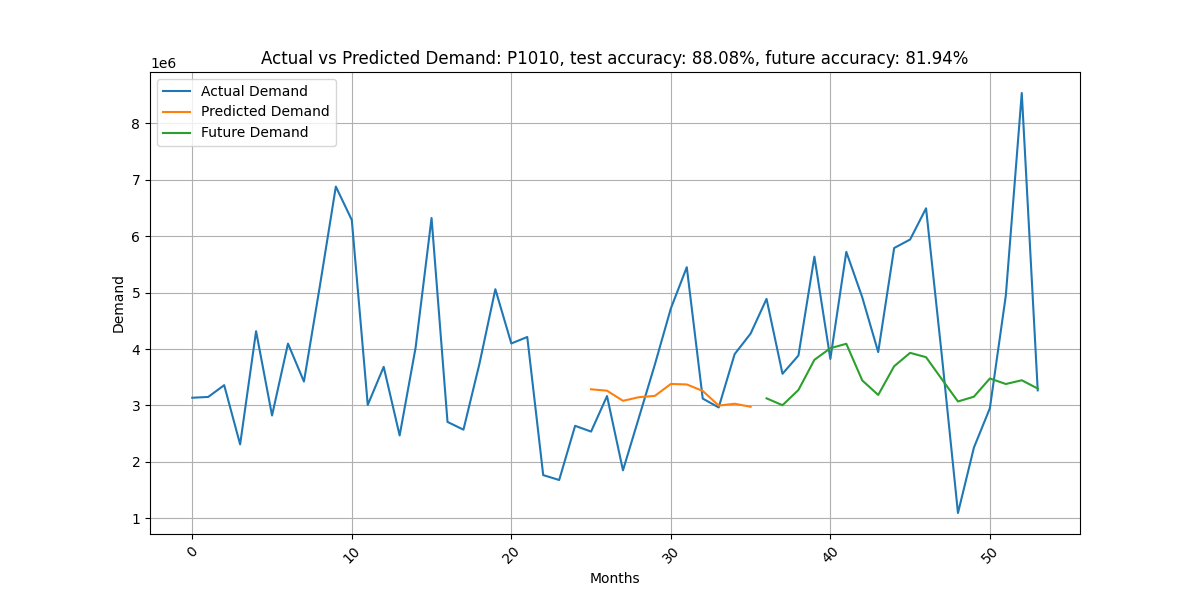 Actual vs Predicted Demand: P1010, test accuracy: 88.08%, future accuracy: 81.94%
1e6
Actual Demand
Predicted Demand
Future Demand
8
7
6
5
4
3
2
1
Demand
0 10 20 30 40 50
Months